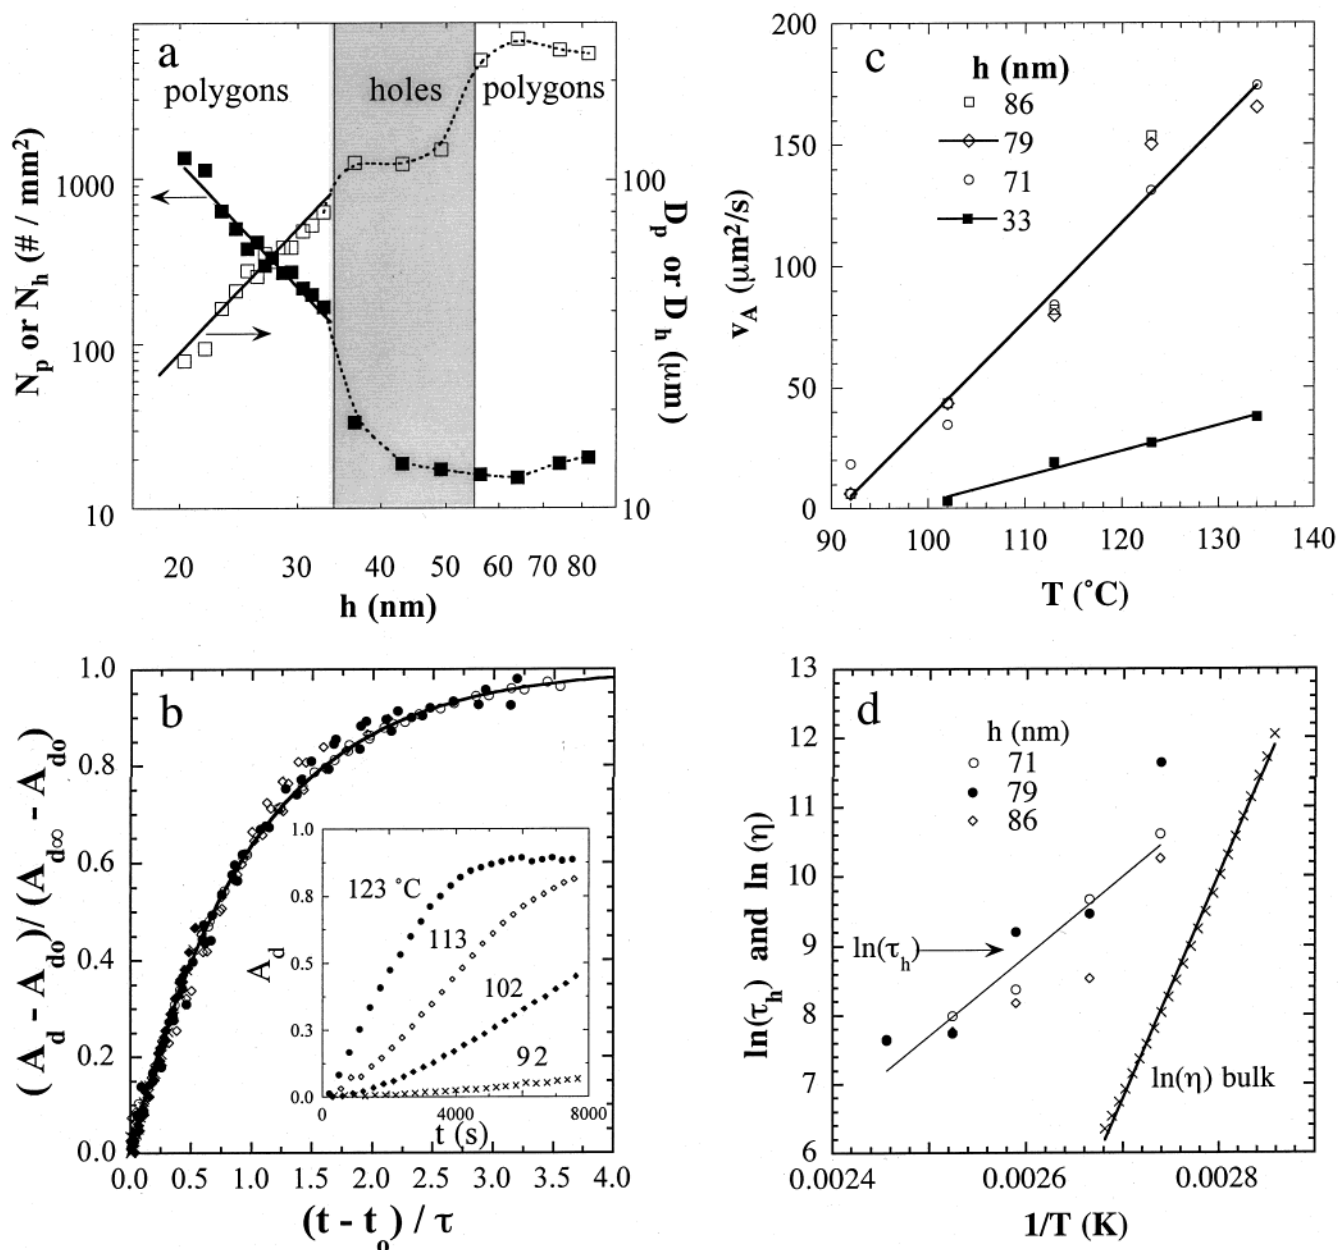 a
polygons
holes
polygons
1000
100
10
100
10
N_p or N_h (# / mm²)
D_p or D_h (μm)
20
30
40
50
60
70
80
h (nm)
c
h (nm)
86
79
71
33
200
150
100
50
0
v_A (μm²/s)
90
100
110
120
130
140
T (°C)
b
1.0
0.8
0.6
0.4
0.2
0.0
(A_d - A_do)/(A_d∞ - A_do)
0.0
0.5
1.0
1.5
2.0
2.5
3.0
3.5
4.0
(t - t_o) / τ
1.0
0.8
0.5
0.3
0.0
A_d
123 °C
113
102
92
0
4000
8000
t (s)
d
h (nm)
71
79
86
13
12
11
10
9
8
7
6
ln(τ_h) and ln (η)
ln(τ_h)
ln(η) bulk
0.0024
0.0026
0.0028
1/T (K)